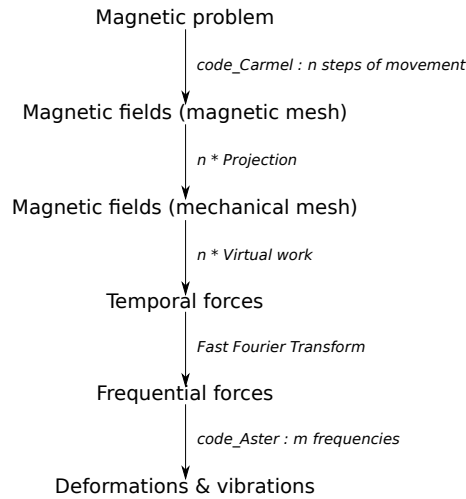 Magnetic problem
code_Carmel : n steps of movement
Magnetic fields (magnetic mesh)
n * Projection
Magnetic fields (mechanical mesh)
n * Virtual work
Temporal forces
Fast Fourier Transform
Frequential forces
code_Aster : m frequencies
Deformations & vibrations